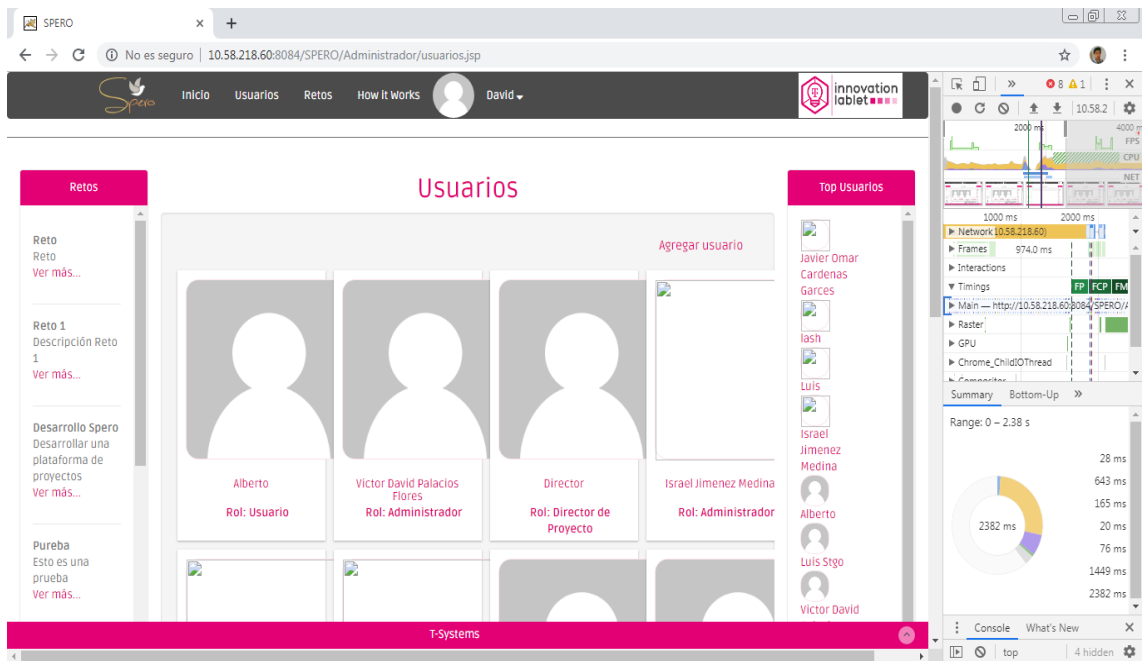 SPERO
No es seguro | 10.58.218.60:8084/SPERO/Administrador/usuarios.jsp
Spero
Inicio
Usuarios
Retos
How it Works
David
innovation
lablet
Retos
Reto
Reto
Ver más...
Reto 1
Descripción Reto
1
Ver más...
Desarrollo Spero
Desarrollar una
plataforma de
proyectos
Ver más...
Pureba
Esto es una
prueba
Ver más...
Usuarios
Agregar usuario
Alberto
Rol: Usuario
Victor David Palacios
Flores
Rol: Administrador
Director
Rol: Director de
Proyecto
Israel Jimenez Medina
Rol: Administrador
Top Usuarios
Javier Omar
Cardenas
Garces
Iash
Luis
Israel
Jimenez
Medina
Alberto
Luis Stgo
Victor David
T-Systems
8
1
10.58.2
2000 ms
4000 m
FPS
CPU
NET
1000 ms
2000 ms
Network 10.58.218.60)
Frames
974.0 ms
Interactions
Timings
FP
FCP
FM
Main — http://10.58.218.60:8084/SPERO/A
Raster
GPU
Chrome_ChildIOThread
Compositor
Summary
Bottom-Up
Range: 0 – 2.38 s
28 ms
643 ms
165 ms
20 ms
76 ms
1449 ms
2382 ms
2382 ms
Console
What's New
top
4 hidden